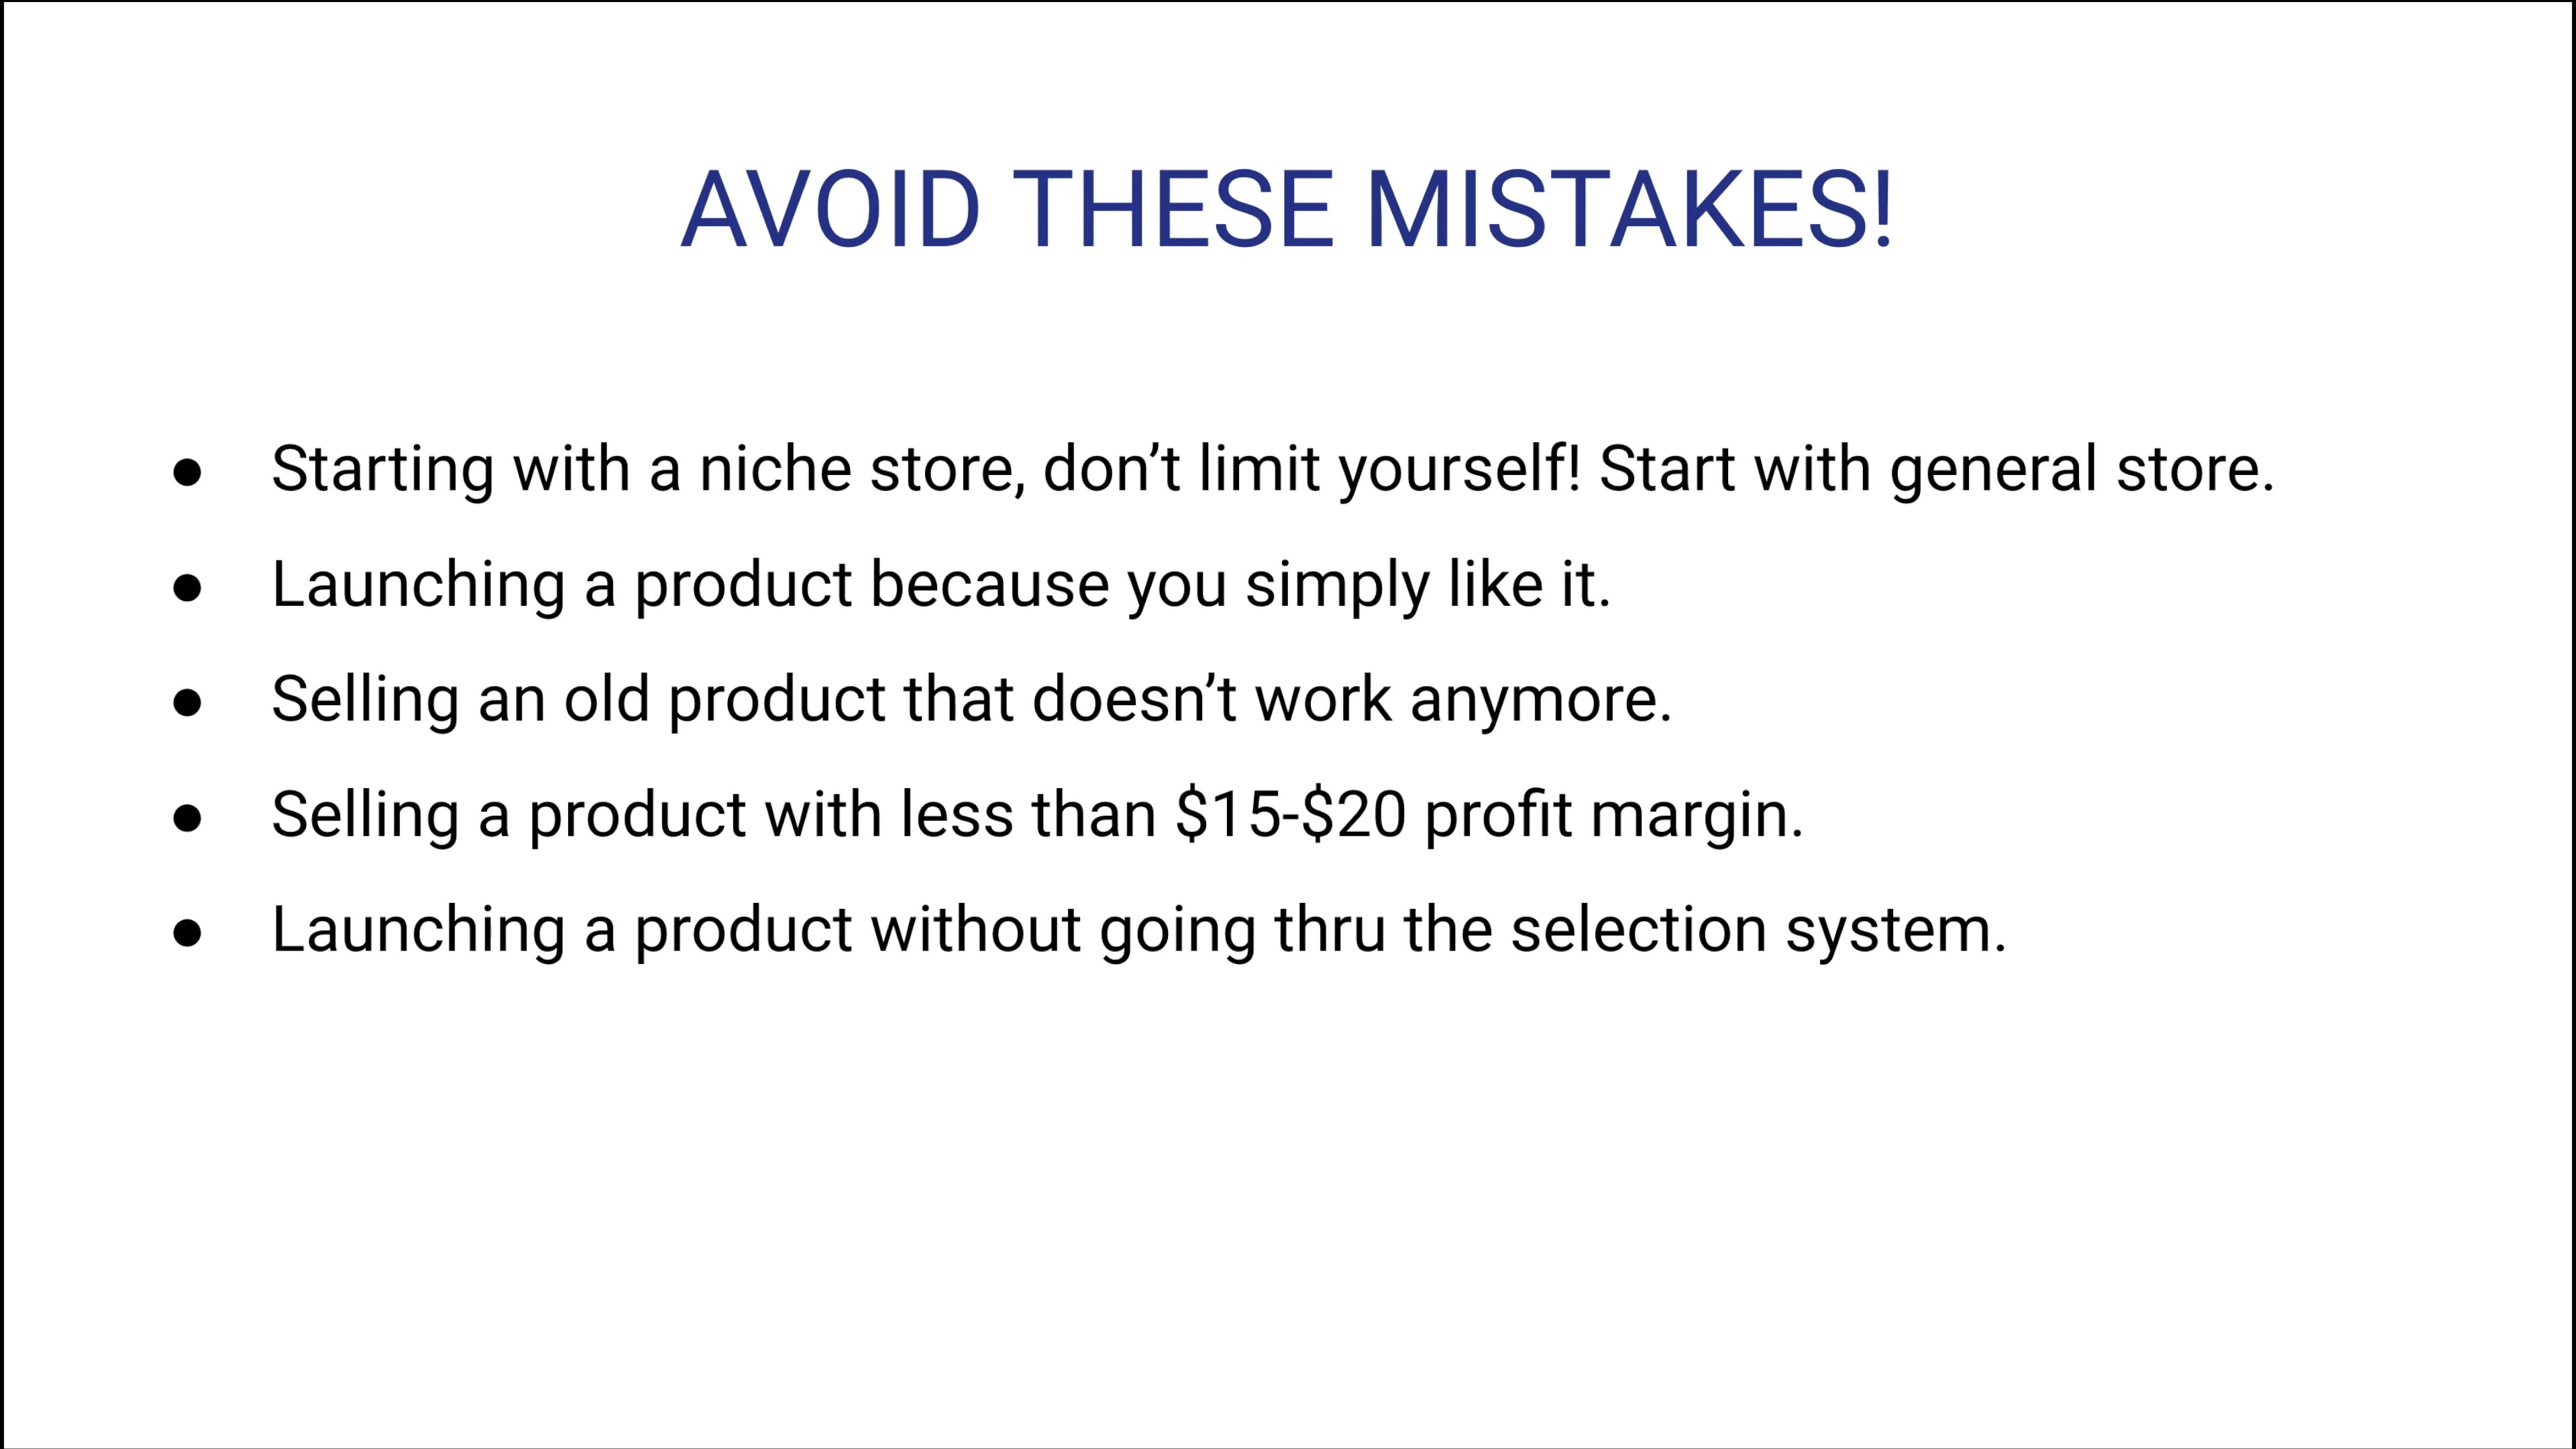 AVOID THESE MISTAKES!
● Starting with a niche store, don’t limit yourself! Start with general store.
● Launching a product because you simply like it.
● Selling an old product that doesn’t work anymore.
● Selling a product with less than $15-$20 profit margin.
● Launching a product without going thru the selection system.